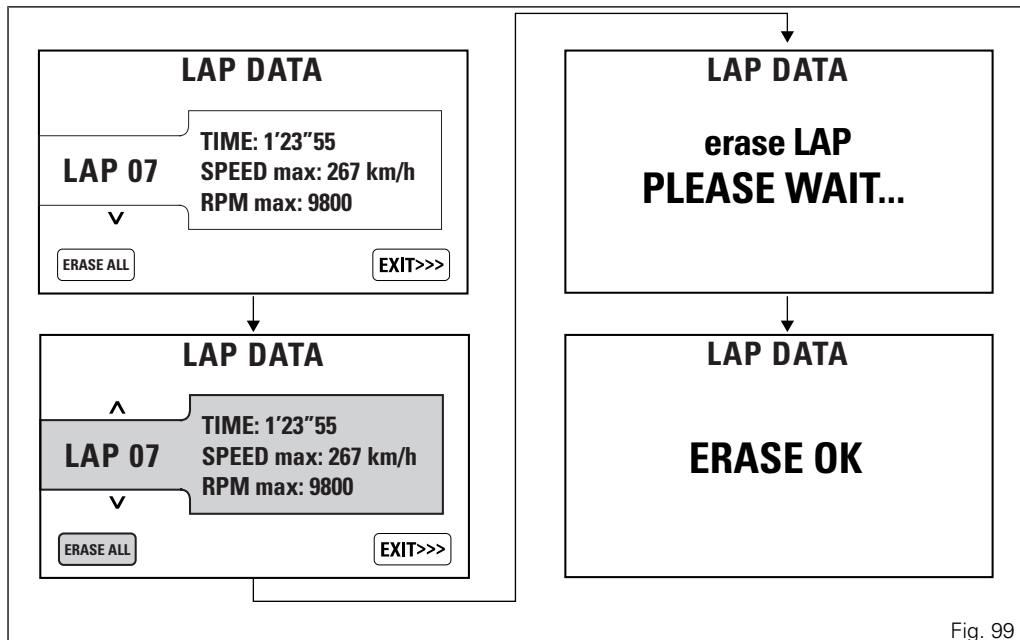 LAP DATA
LAP 07
TIME: 1'23"55
SPEED max: 267 km/h
RPM max: 9800
ERASE ALL
EXIT>>>
LAP DATA
LAP 07
TIME: 1'23"55
SPEED max: 267 km/h
RPM max: 9800
ERASE ALL
EXIT>>>
LAP DATA
erase LAP
PLEASE WAIT...
LAP DATA
ERASE OK
Fig. 99